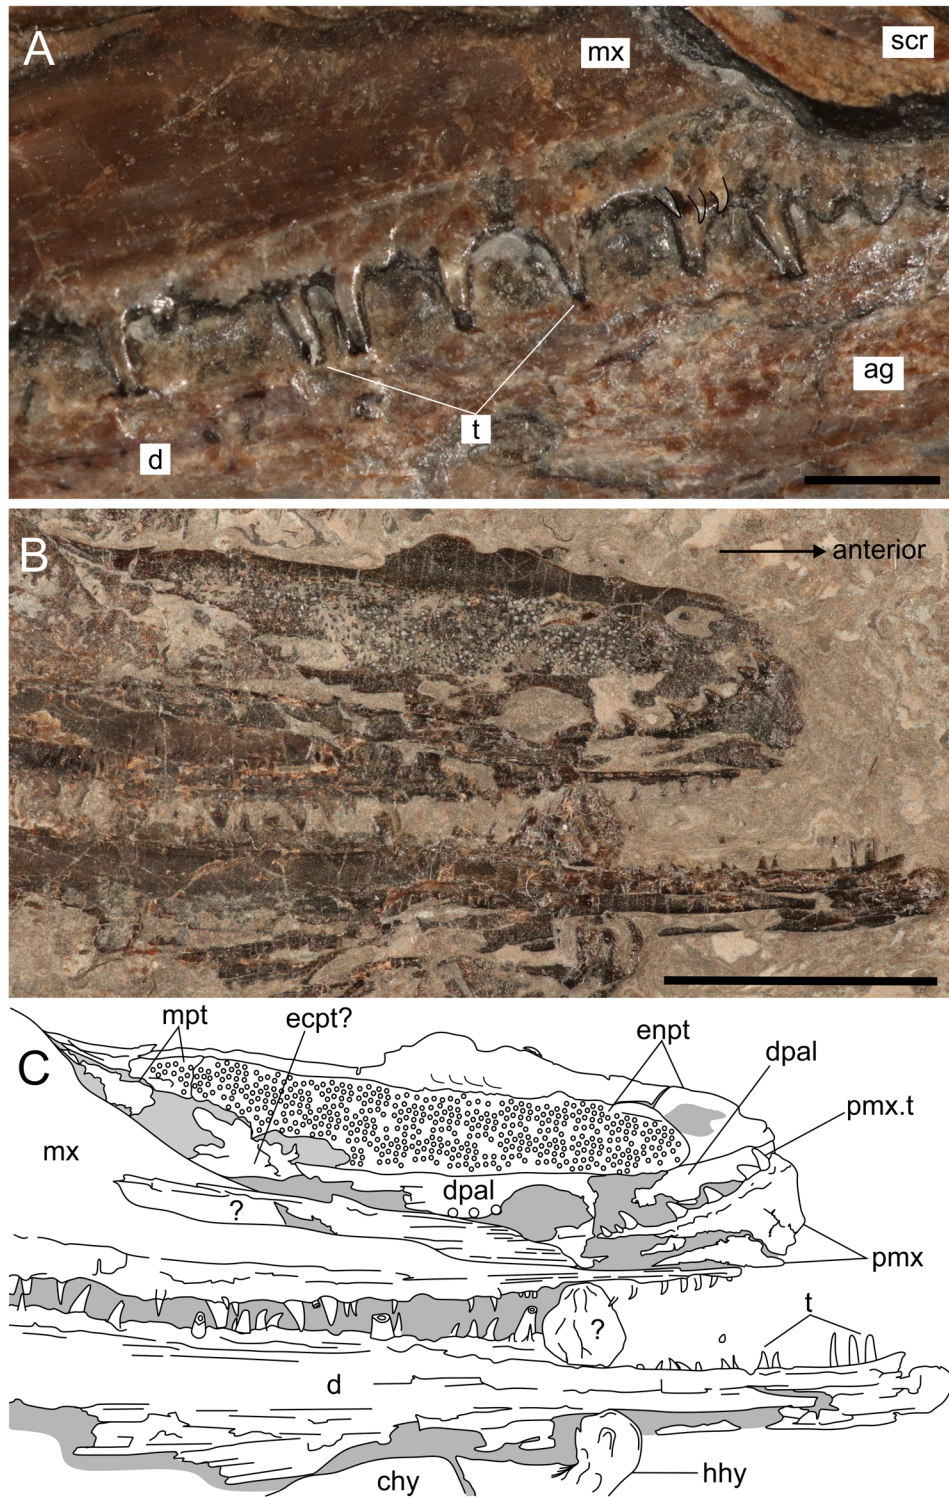 A
mx
scr
ag
t
d
B
anterior
C
mpt
ecpt?
enpt
dpal
pmx.t
mx
dpal
?
pmx
t
?
d
chy
hhy